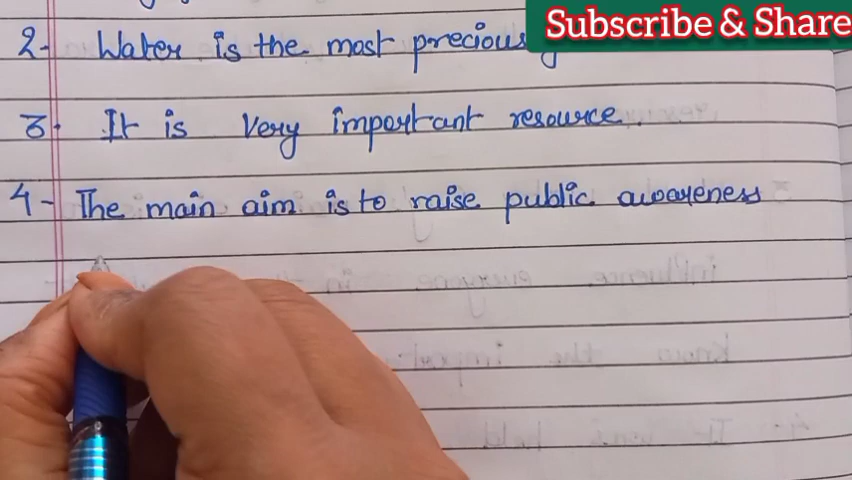 Subscribe & Share
2- Water is the most precious
3- It is very important resource.
4- The main aim is to raise public awareness